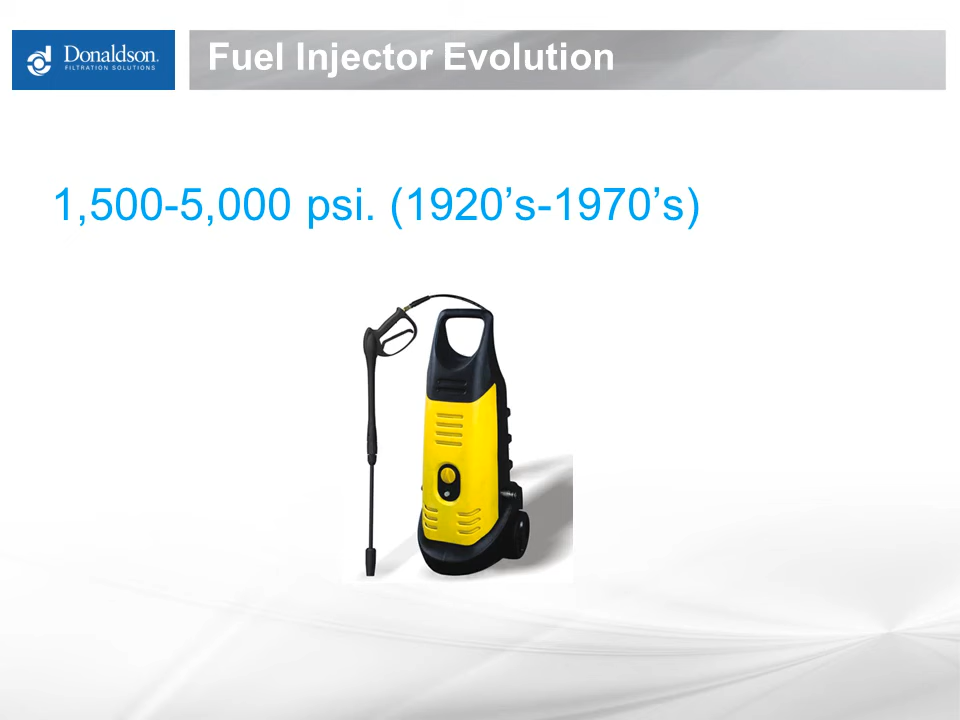 Donaldson.
FILTRATION SOLUTIONS
Fuel Injector Evolution
1,500-5,000 psi. (1920’s-1970’s)